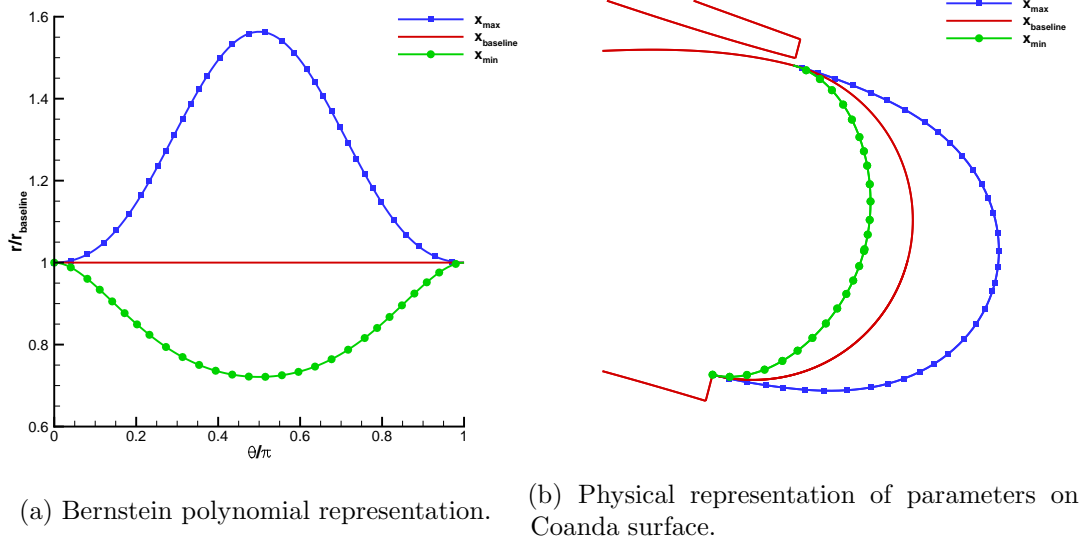 r/r_baseline
1.6
1.4
1.2
1
0.8
0.6
0
0.2
0.4
0.6
0.8
1
θ/π
x_max
x_baseline
x_min
(a) Bernstein polynomial representation.
x_max
x_baseline
x_min
(b) Physical representation of parameters on
Coanda surface.